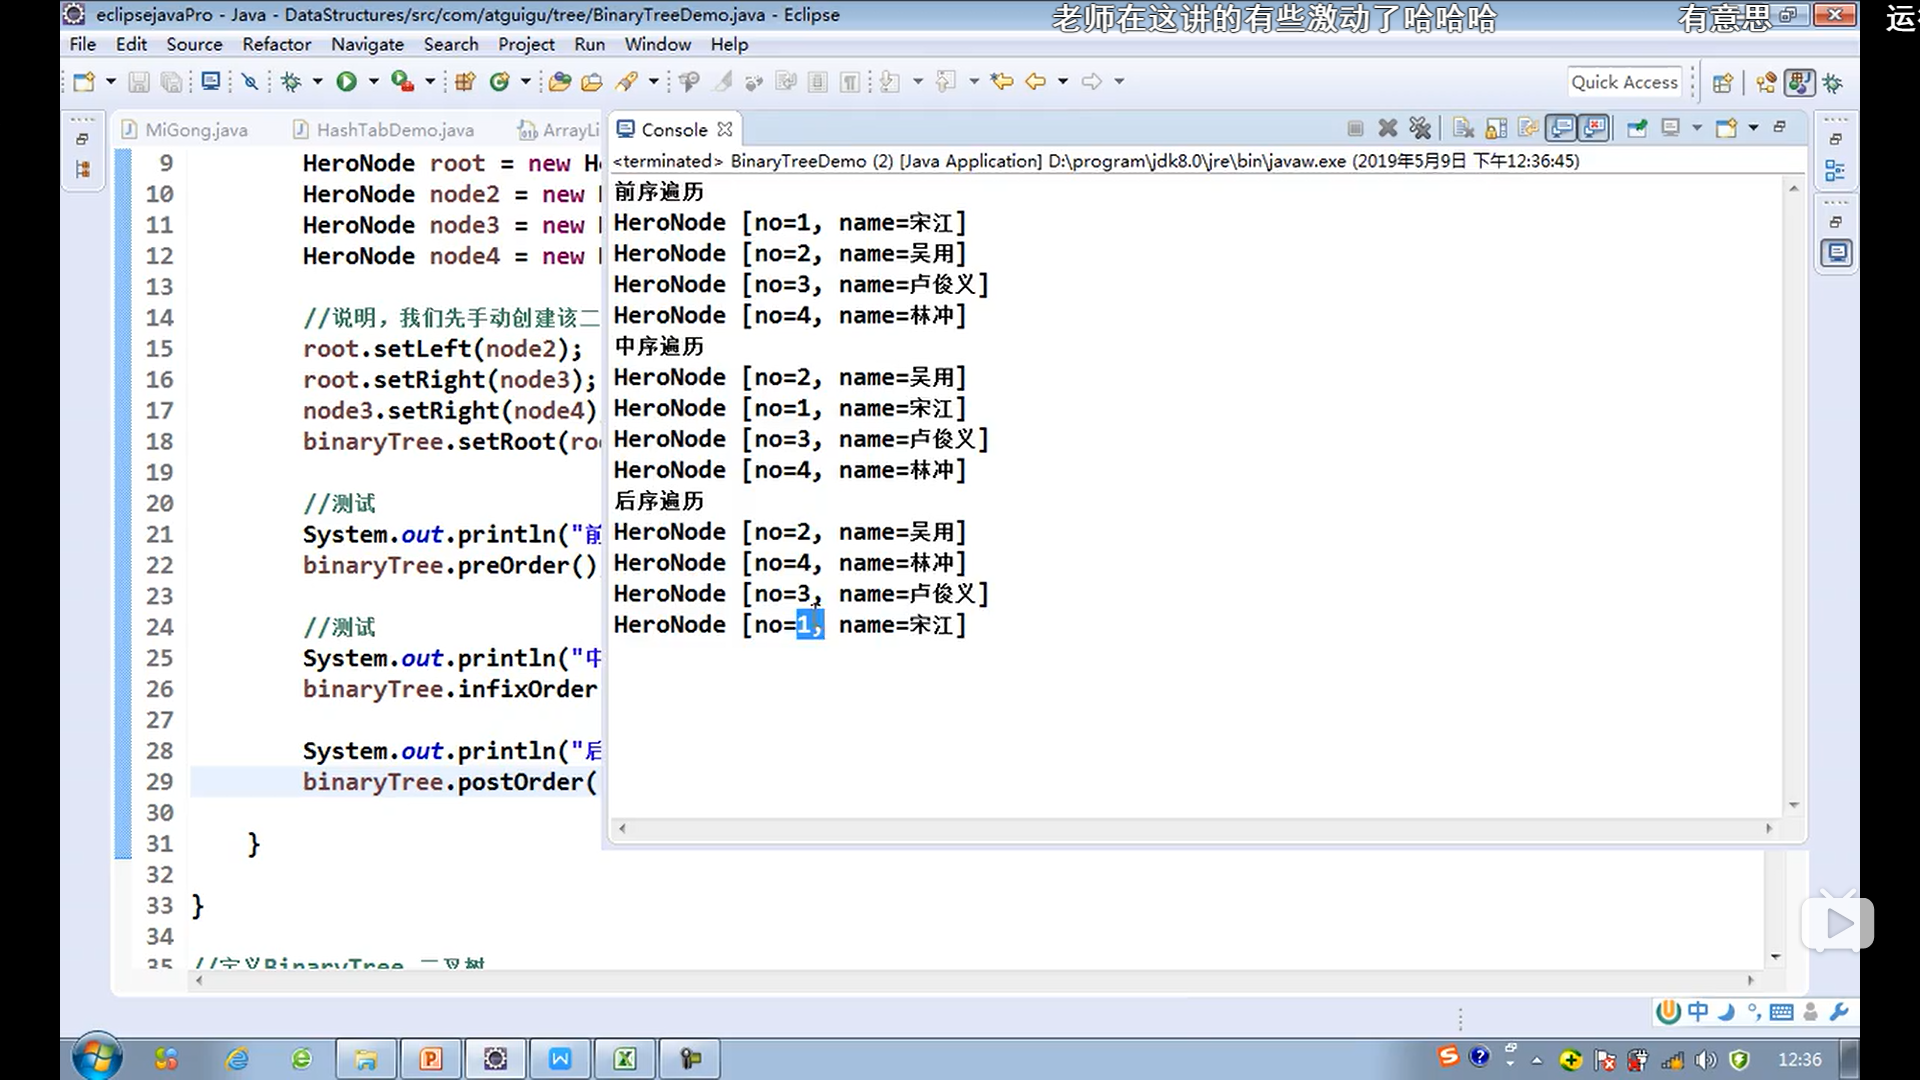 eclipsejavaPro - Java - DataStructures/src/com/atguigu/tree/BinaryTreeDemo.java - Eclipse
老师在这讲的有些激动了哈哈哈
有意思
运
File Edit Source Refactor Navigate Search Project Run Window Help
Quick Access
MiGong.java HashTabDemo.java ArrayLi
Console
<terminated> BinaryTreeDemo (2) [Java Application] D:\program\jdk8.0\jre\bin\javaw.exe (2019年5月9日 下午12:36:45)
9 HeroNode root = new He
10 HeroNode node2 = new
11 HeroNode node3 = new
12 HeroNode node4 = new
13
14 //说明，我们先手动创建该二
15 root.setLeft(node2);
16 root.setRight(node3);
17 node3.setRight(node4)
18 binaryTree.setRoot(roo
19
20 //测试
21 System.out.println("前
22 binaryTree.preOrder()
23
24 //测试
25 System.out.println("中
26 binaryTree.infixOrder
27
28 System.out.println("后
29 binaryTree.postOrder(
30
31 }
32
33 }
34
35 //定义BinaryTree 二叉树
前序遍历
HeroNode [no=1, name=宋江]
HeroNode [no=2, name=吴用]
HeroNode [no=3, name=卢俊义]
HeroNode [no=4, name=林冲]
中序遍历
HeroNode [no=2, name=吴用]
HeroNode [no=1, name=宋江]
HeroNode [no=3, name=卢俊义]
HeroNode [no=4, name=林冲]
后序遍历
HeroNode [no=2, name=吴用]
HeroNode [no=4, name=林冲]
HeroNode [no=3, name=卢俊义]
HeroNode [no=1, name=宋江]
中
12:36